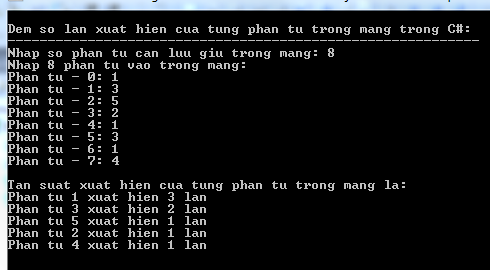 Dem so lan xuat hien cua tung phan tu trong mang trong C#:
------------------------------------------------------------
Nhap so phan tu can luu giu trong mang: 8
Nhap 8 phan tu vao trong mang:
Phan tu - 0: 1
Phan tu - 1: 3
Phan tu - 2: 5
Phan tu - 3: 2
Phan tu - 4: 1
Phan tu - 5: 3
Phan tu - 6: 1
Phan tu - 7: 4
Tan suat xuat hien cua tung phan tu trong mang la:
Phan tu 1 xuat hien 3 lan
Phan tu 3 xuat hien 2 lan
Phan tu 5 xuat hien 1 lan
Phan tu 2 xuat hien 1 lan
Phan tu 4 xuat hien 1 lan